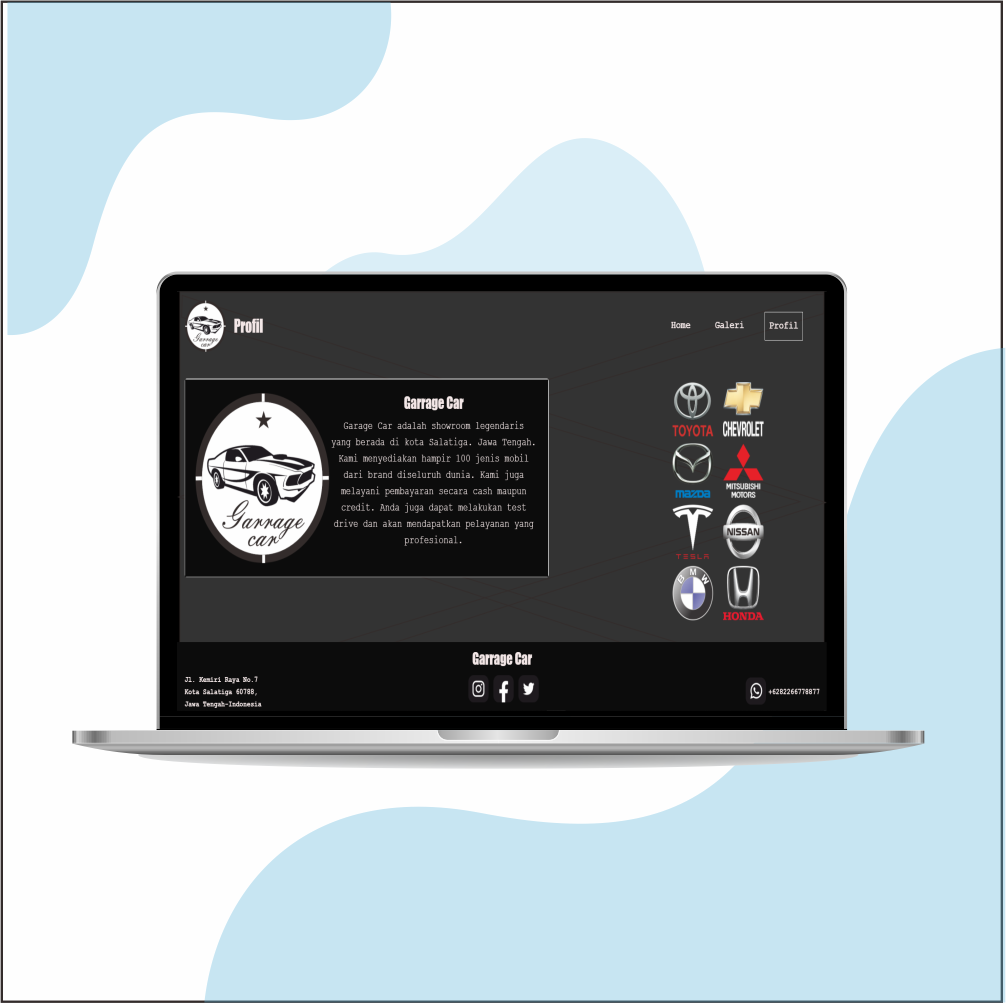 Garrage
car
Profil
Home
Galeri
Profil
Garrage
car
Garrage Car
Garage Car adalah showroom legendaris
yang berada di kota Salatiga. Jawa Tengah.
Kami menyediakan hampir 100 jenis mobil
dari brand diseluruh dunia. Kami juga
melayani pembayaran secara cash maupun
credit. Anda juga dapat melakukan test
drive dan akan mendapatkan pelayanan yang
profesional.
TOYOTA
CHEVROLET
mazda
MITSUBISHI
MOTORS
TESLA
NISSAN
BMW
HONDA
Garrage Car
Jl. Kemiri Raya No.7
Kota Salatiga 60788,
Jawa Tengah-Indonesia
+6282266778877